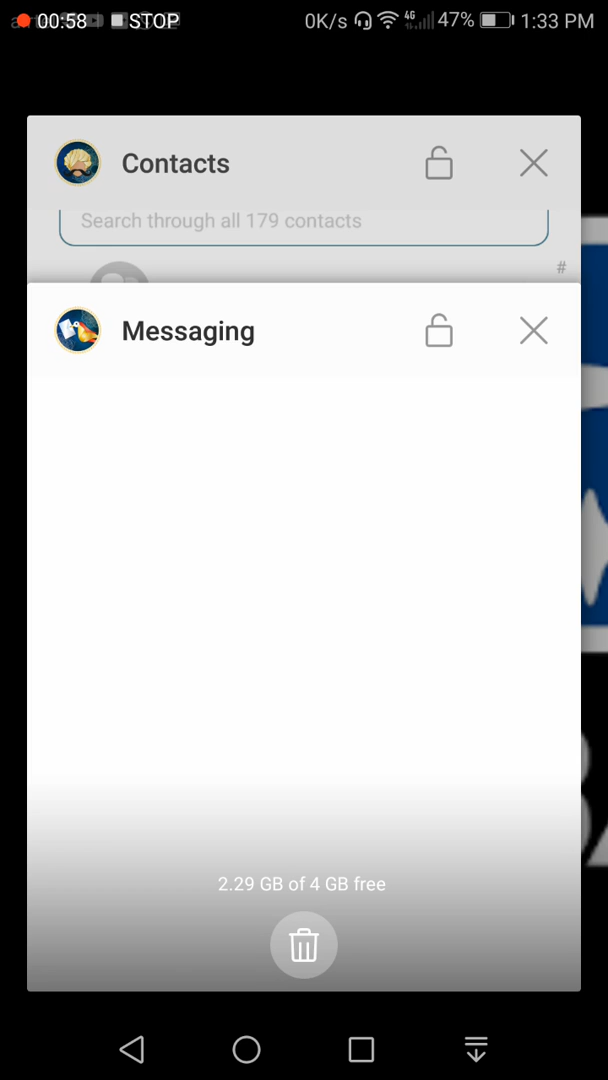 00:58 STOP 0K/s 4G 47% 1:33 PM
Contacts
Search through all 179 contacts
#
Messaging
2.29 GB of 4 GB free